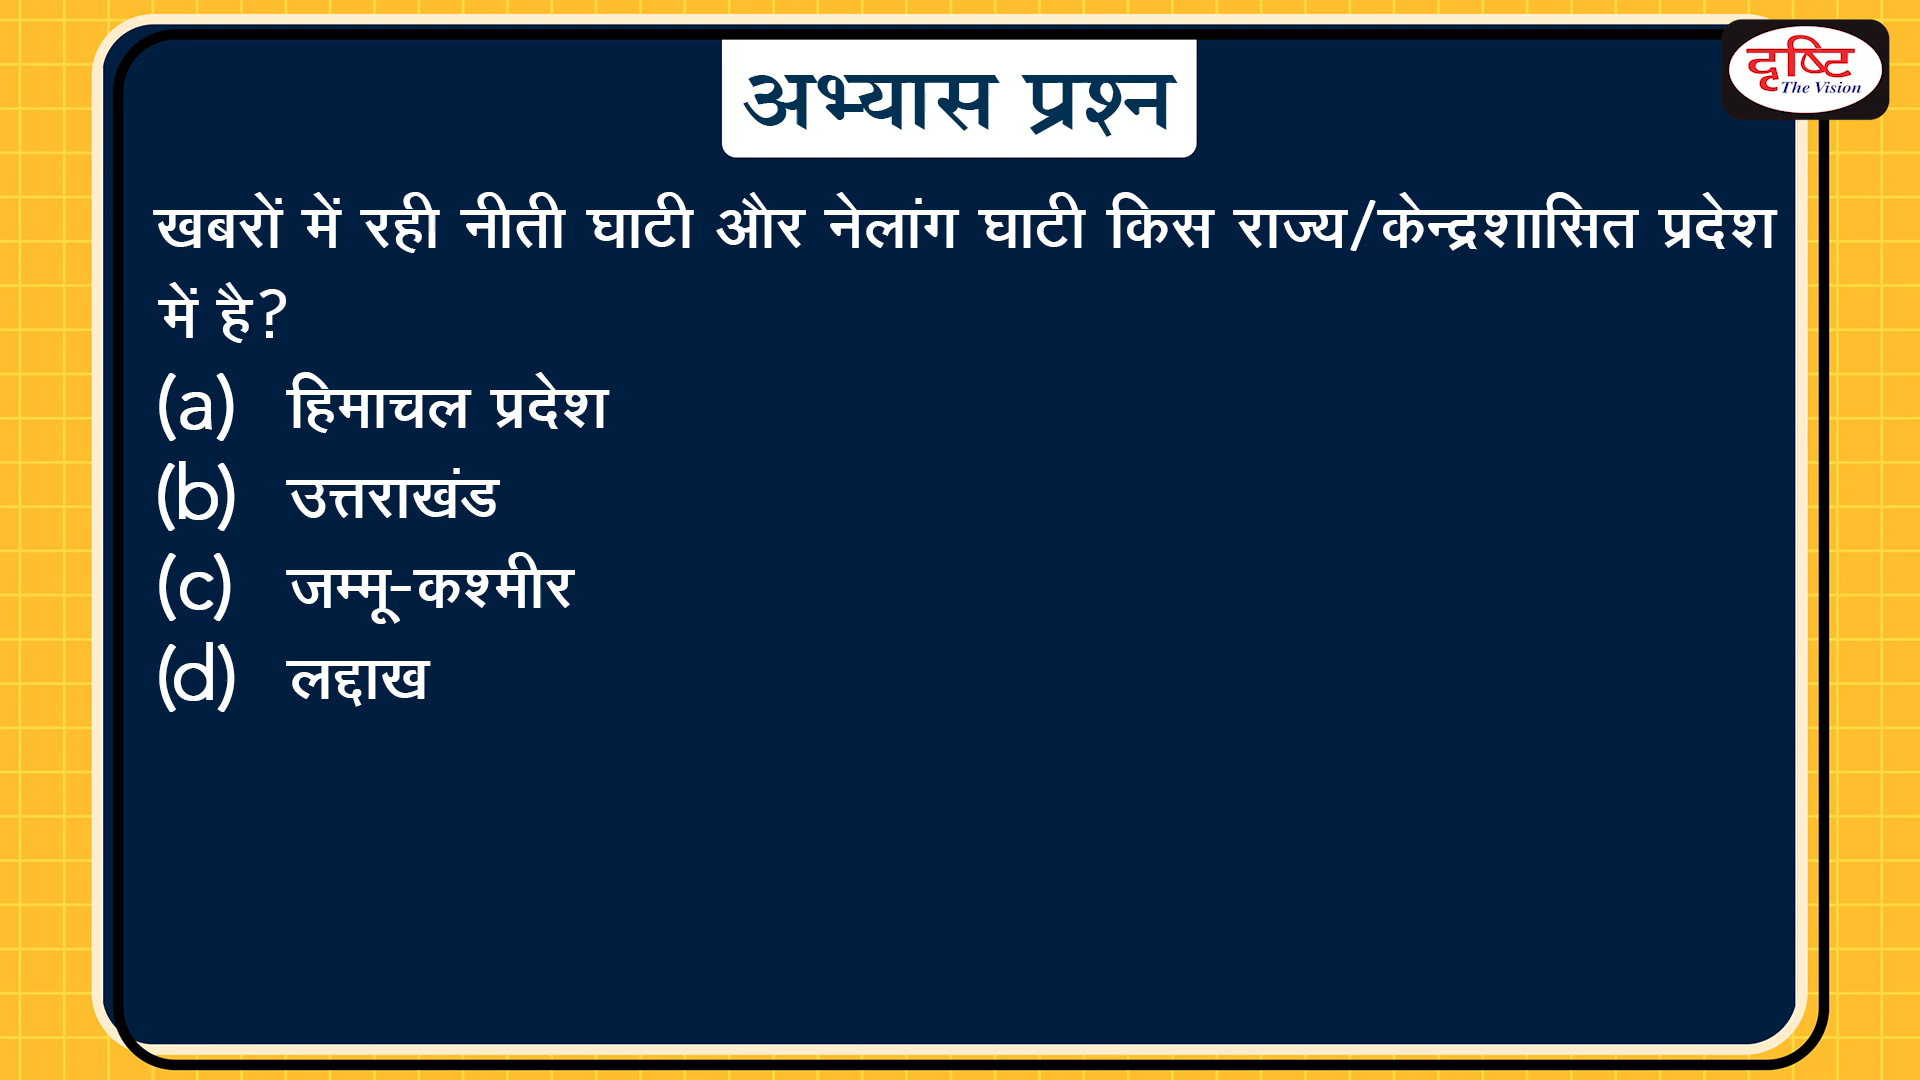 दृष्टि
The Vision
अभ्यास प्रश्न
खबरों में रही नीती घाटी और नेलांग घाटी किस राज्य/केन्द्रशासित प्रदेश
में है?
(a) हिमाचल प्रदेश
(b) उत्तराखंड
(c) जम्मू-कश्मीर
(d) लद्दाख